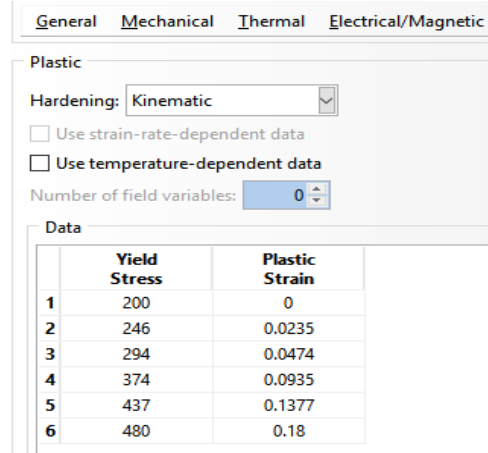 General Mechanical Thermal Electrical/Magnetic
Plastic
Hardening: Kinematic
Use strain-rate-dependent data
Use temperature-dependent data
Number of field variables: 0
Data
Yield Stress Plastic Strain
1 200 0
2 246 0.0235
3 294 0.0474
4 374 0.0935
5 437 0.1377
6 480 0.18